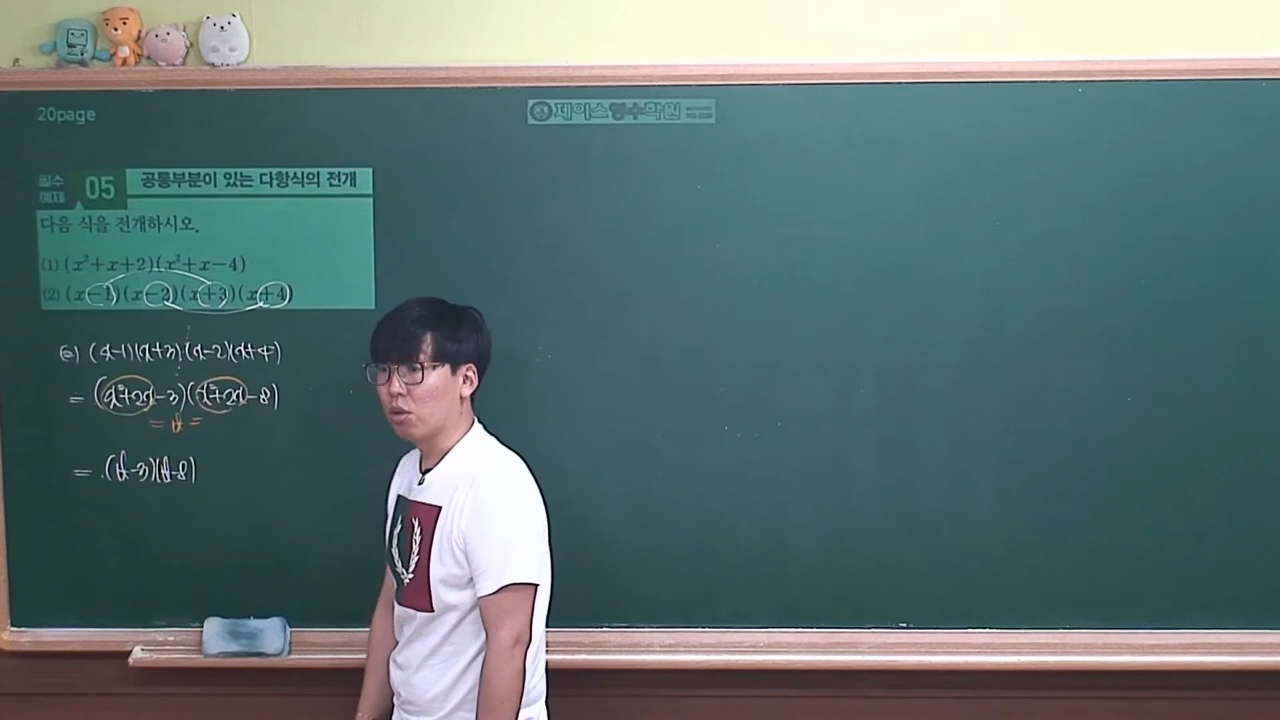 20page
제이스영수학원
필수 예제 05 공통부분이 있는 다항식의 전개
다음 식을 전개하시오.
(1) (x²+x+2)(x²+x-4)
(2) (x-1)(x-2)(x+3)(x+4)
(2) (x-1)(x+3)(x-2)(x+4)
= (x²+2x-3)(x²+2x-8)
= A =
= (A-3)(A-8)